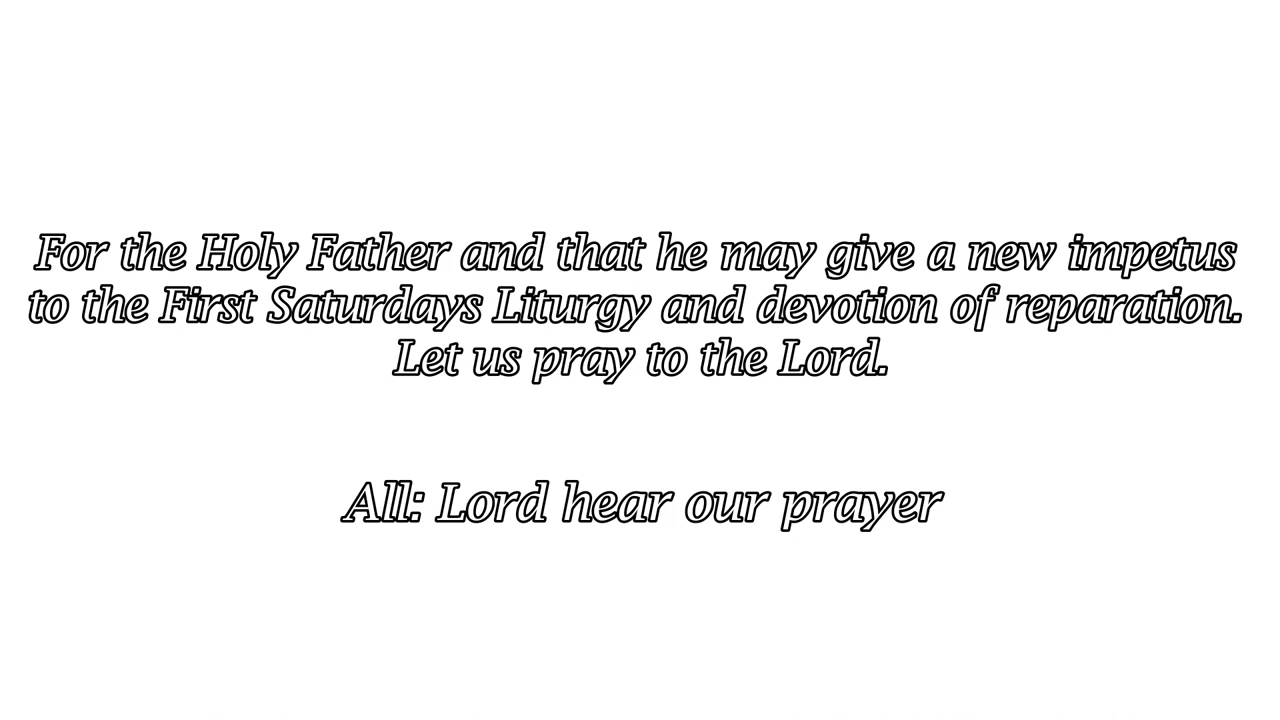 For the Holy Father and that he may give a new impetus
to the First Saturdays Liturgy and devotion of reparation.
Let us pray to the Lord.
All: Lord hear our prayer